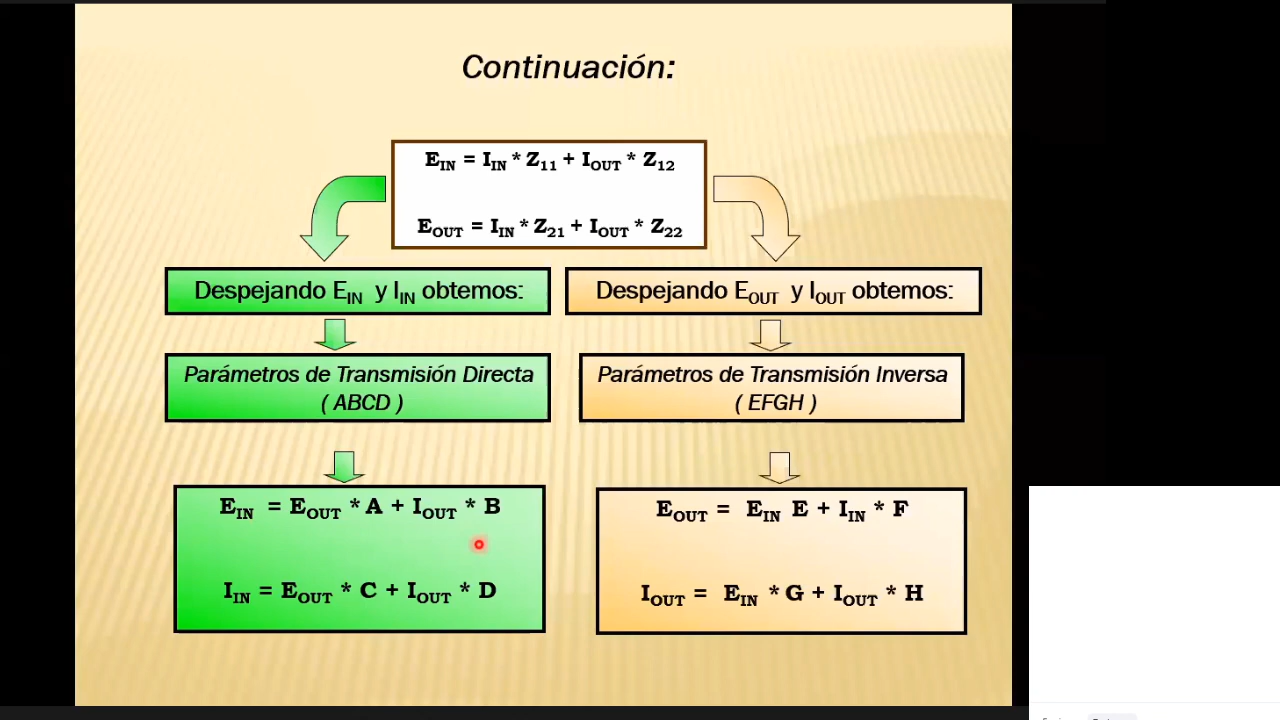 Continuación:
E_IN = I_IN * Z_11 + I_OUT * Z_12
E_OUT = I_IN * Z_21 + I_OUT * Z_22
Despejando E_IN y I_IN obtemos:
Despejando E_OUT y I_OUT obtemos:
Parámetros de Transmisión Directa
( ABCD )
Parámetros de Transmisión Inversa
( EFGH )
E_IN = E_OUT * A + I_OUT * B
I_IN = E_OUT * C + I_OUT * D
E_OUT = E_IN E + I_IN * F
I_OUT = E_IN * G + I_OUT * H